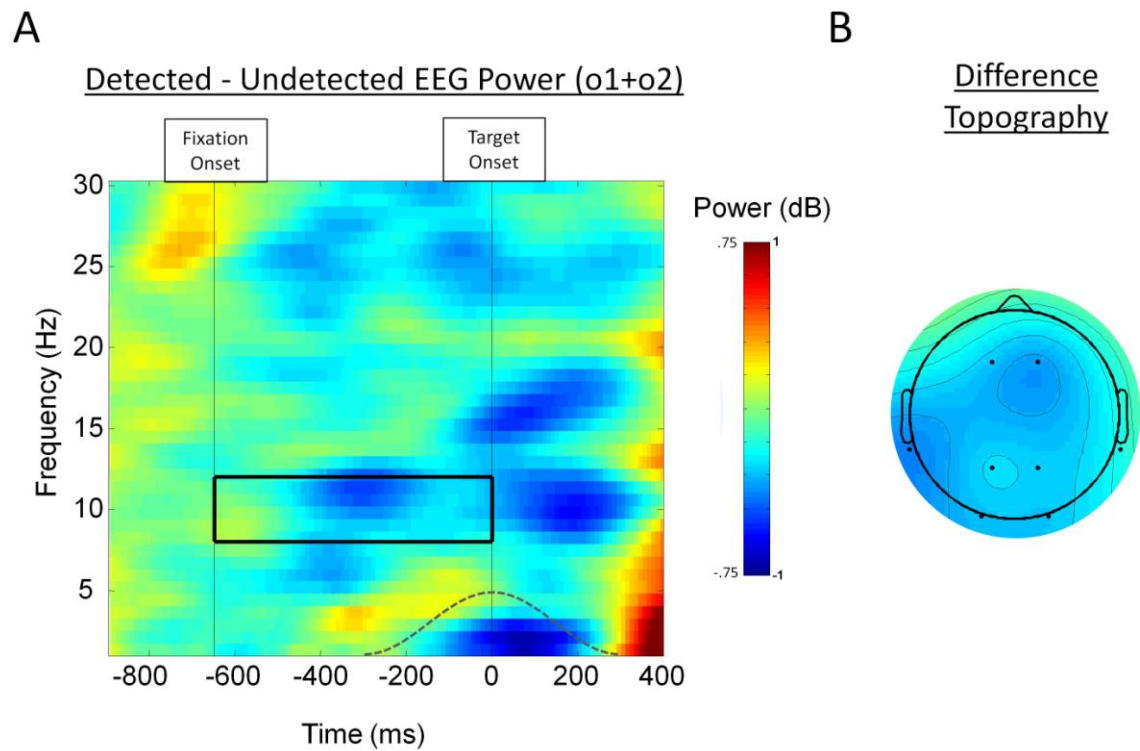 A
B
Detected - Undetected EEG Power (o1+o2)
Difference
Topography
Fixation
Onset
Target
Onset
Power (dB)
.75
1
-.75
-1
Frequency (Hz)
30
25
20
15
10
5
-800
-600
-400
-200
0
200
400
Time (ms)